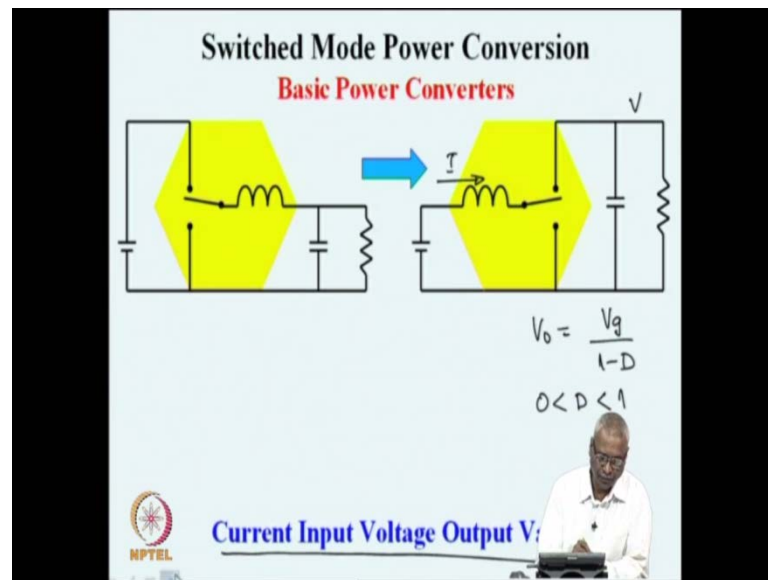 Switched Mode Power Conversion
Basic Power Converters
V
I
V₀ = Vg
1-D
0<D<1
NPTEL
Current Input Voltage Output